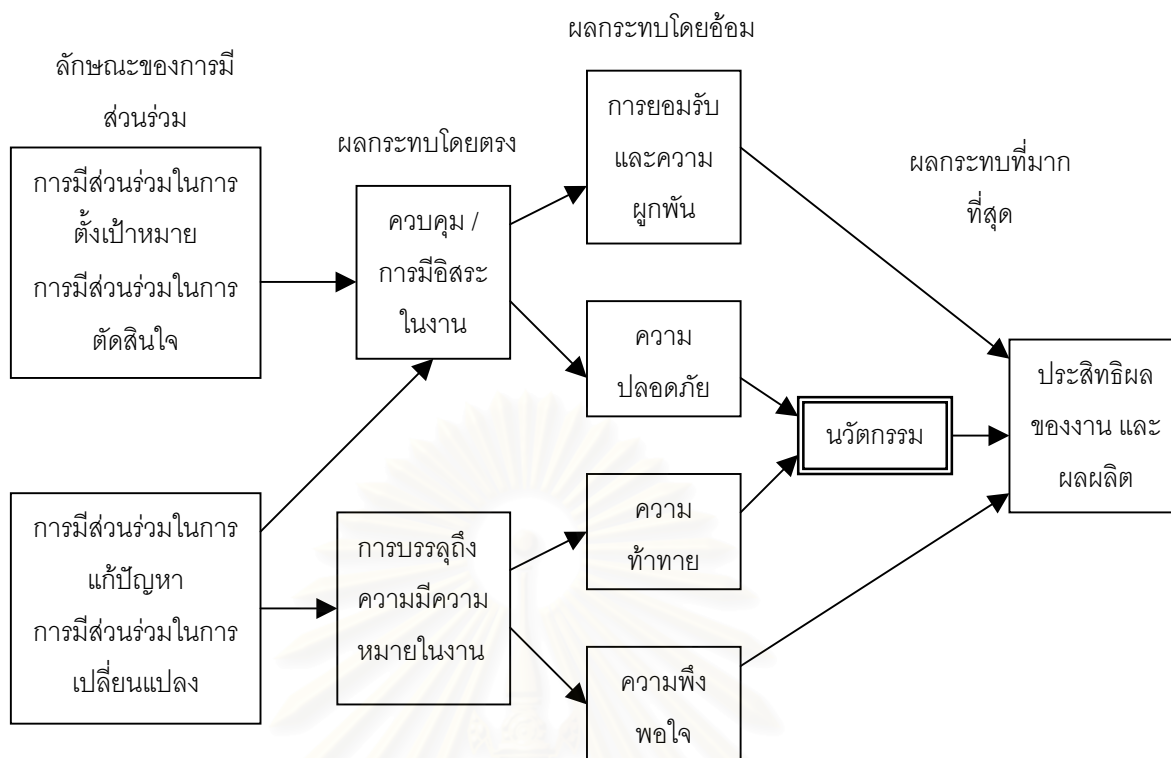 ลักษณะของการมี
ส่วนร่วม
การมีส่วนร่วมในการ
ตั้งเป้าหมาย
การมีส่วนร่วมในการ
ตัดสินใจ
การมีส่วนร่วมในการ
แก้ปัญหา
การมีส่วนร่วมในการ
เปลี่ยนแปลง
ผลกระทบโดยตรง
ควบคุม /
การมีอิสระ
ในงาน
การบรรลุถึง
ความมีความ
หมายในงาน
ผลกระทบโดยอ้อม
การยอมรับ
และความ
ผูกพัน
ความ
ปลอดภัย
ความ
ท้าทาย
ความพึง
พอใจ
นวัตกรรม
ผลกระทบที่มาก
ที่สุด
ประสิทธิผล
ของงาน และ
ผลผลิต